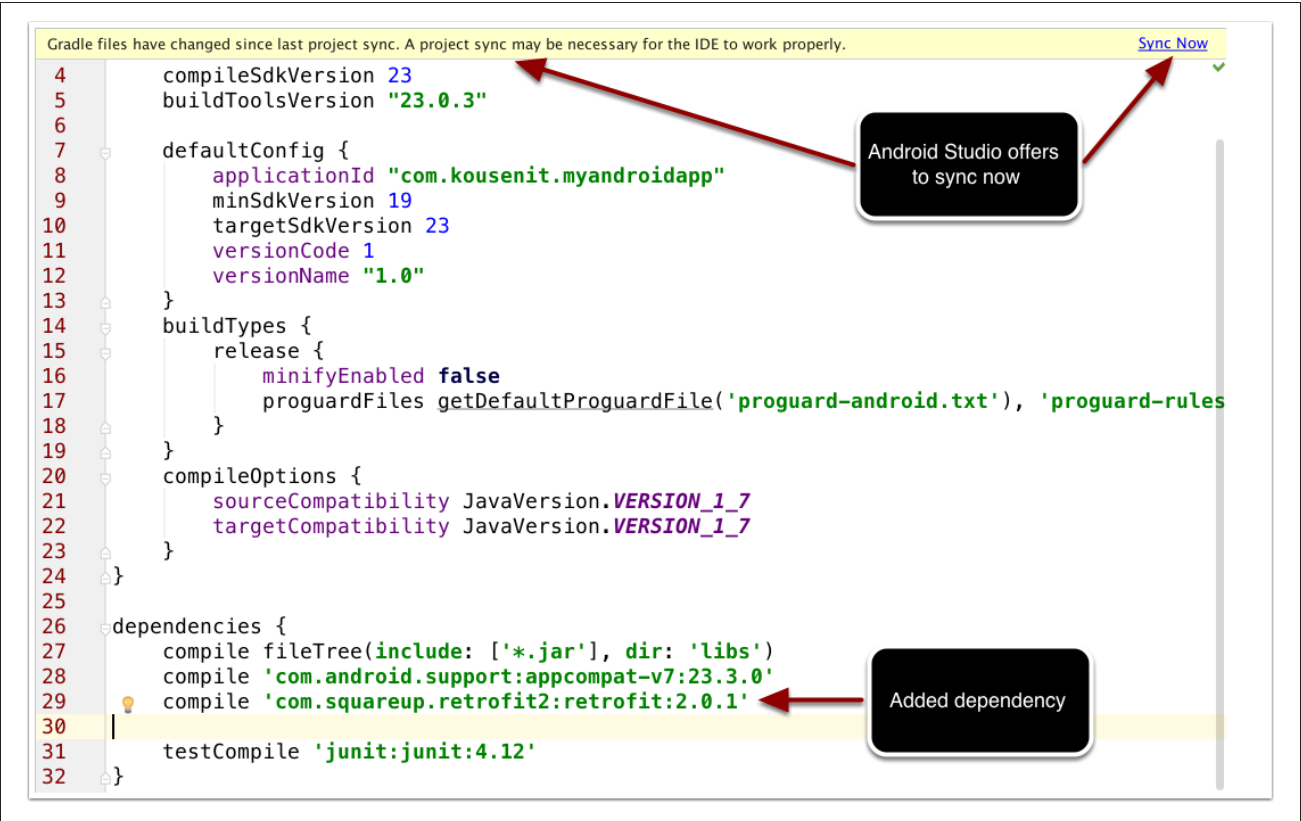 Gradle files have changed since last project sync. A project sync may be necessary for the IDE to work properly. Sync Now
4 compileSdkVersion 23
5 buildToolsVersion "23.0.3"
6
7 defaultConfig {
8 applicationId "com.kousenit.myandroidapp"
9 minSdkVersion 19
10 targetSdkVersion 23
11 versionCode 1
12 versionName "1.0"
13 }
14 buildTypes {
15 release {
16 minifyEnabled false
17 proguardFiles getDefaultProguardFile('proguard-android.txt'), 'proguard-rules
18 }
19 }
20 compileOptions {
21 sourceCompatibility JavaVersion.VERSION_1_7
22 targetCompatibility JavaVersion.VERSION_1_7
23 }
24 }
25
26 dependencies {
27 compile fileTree(include: ['*.jar'], dir: 'libs')
28 compile 'com.android.support:appcompat-v7:23.3.0'
29 compile 'com.squareup.retrofit2:retrofit:2.0.1'
30
31 testCompile 'junit:junit:4.12'
32 }
Android Studio offers
to sync now
Added dependency